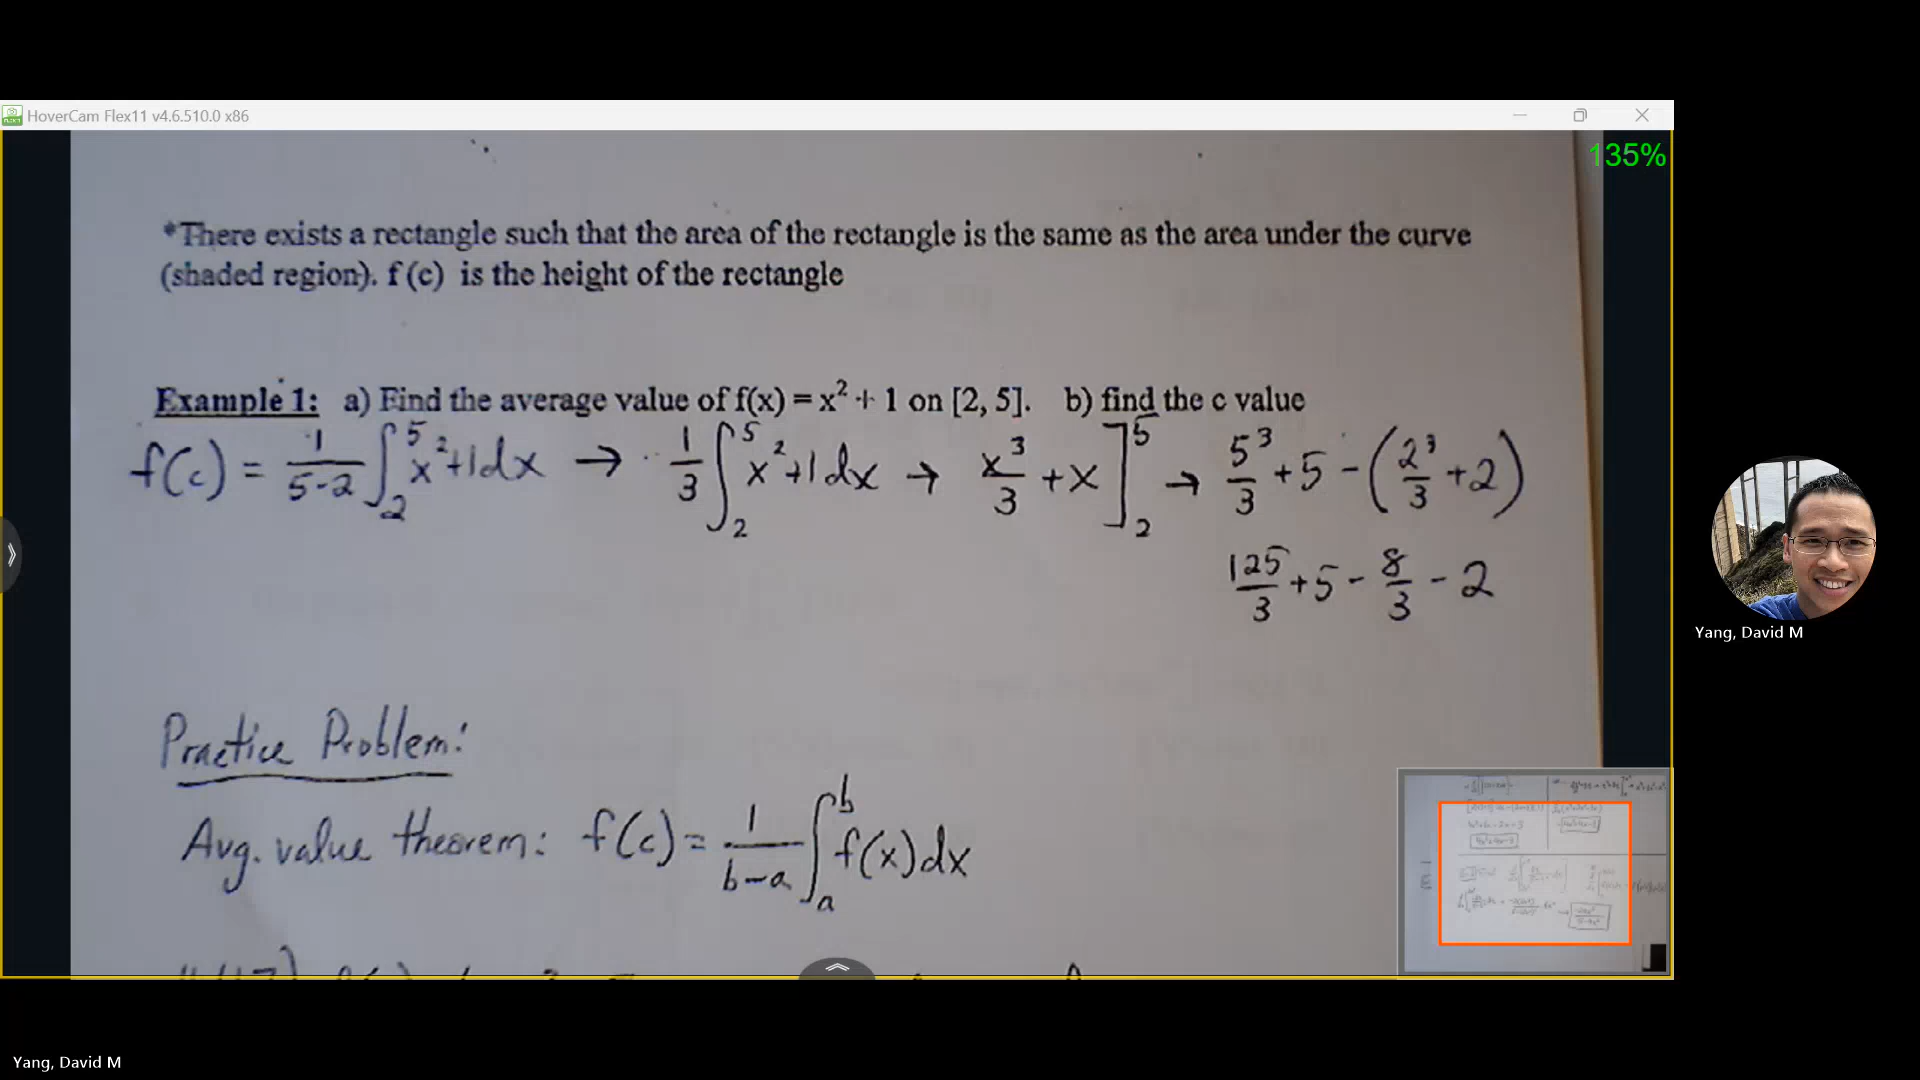 HoverCam Flex11 v4.6.510.0 x86
135%
*There exists a rectangle such that the area of the rectangle is the same as the area under the curve
(shaded region). f(c) is the height of the rectangle
Example 1: a) Find the average value of f(x) = x² + 1 on [2, 5]. b) find the c value
f(c) = 1/(5-2) ∫₂⁵ x²+1dx → 1/3 ∫₂⁵ x²+1dx → x³/3 + x]₂⁵ → 5³/3 + 5 - (2³/3 + 2)
125/3 + 5 - 8/3 - 2
Practice Problem:
Avg. value theorem: f(c) = 1/(b-a) ∫ₐᵇ f(x)dx
Yang, David M
Yang, David M